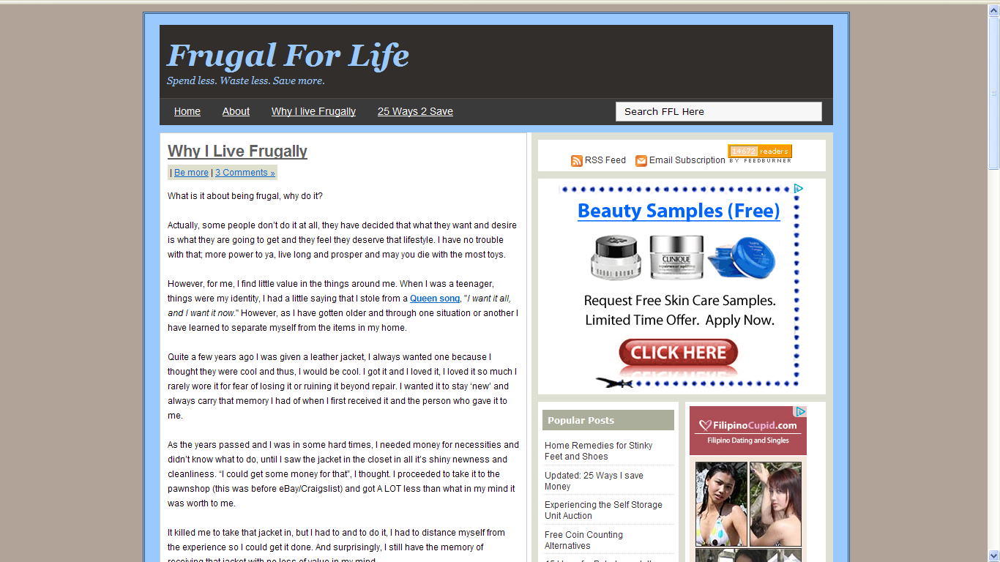 Frugal For Life
Spend less. Waste less. Save more.
Home About Why I live Frugally 25 Ways 2 Save Search FFL Here
Why I Live Frugally
| Be more | 3 Comments »
What is it about being frugal, why do it?
Actually, some people don't do it at all, they have decided that what they want and desire
is what they are going to get and they feel they deserve that lifestyle. I have no trouble
with that; more power to ya, live long and prosper and may you die with the most toys.
However, for me, I find little value in the things around me. When I was a teenager,
things were my identity, I had a little saying that I stole from a Queen song, "I want it all,
and I want it now." However, as I have gotten older and through one situation or another I
have learned to separate myself from the items in my home.
Quite a few years ago I was given a leather jacket, I always wanted one because I
thought they were cool and thus, I would be cool. I got it and I loved it, I loved it so much I
rarely wore it for fear of losing it or ruining it beyond repair. I wanted it to stay ‘new’ and
always carry that memory I had of when I first received it and the person who gave it to
me.
As the years passed and I was in some hard times, I needed money for necessities and
didn’t know what to do, until I saw the jacket in the closet in all it’s shiny newness and
cleanliness. “I could get some money for that”, I thought. I proceeded to take it to the
pawnshop (this was before eBay/Craigslist) and got A LOT less than what in my mind it
was worth to me.
It killed me to take that jacket in, but I had to and to do it, I had to distance myself from
the experience so I could get it done. And surprisingly, I still have the memory of
receiving that jacket with no loss of value in my mind
RSS Feed Email Subscription 14672 readers
BY FEEDBURNER
Beauty Samples (Free)
BOBBI BROWN
CLINIQUE
Request Free Skin Care Samples.
Limited Time Offer. Apply Now.
CLICK HERE
Popular Posts
Home Remedies for Stinky
Feet and Shoes
Updated: 25 Ways I save
Money
Experiencing the Self Storage
Unit Auction
Free Coin Counting
Alternatives
FilipinoCupid.com
Filipino Dating and Singles